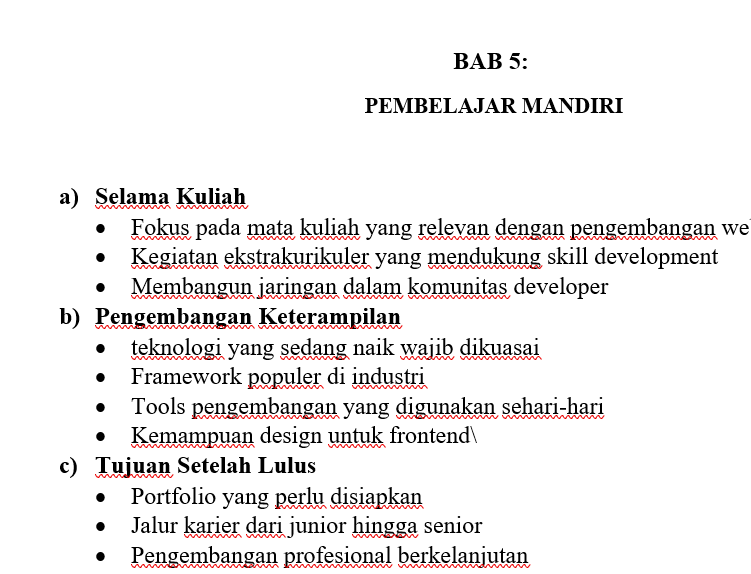 BAB 5:
PEMBELAJAR MANDIRI
a) Selama Kuliah
• Fokus pada mata kuliah yang relevan dengan pengembangan
• Kegiatan ekstrakurikuler yang mendukung skill development
• Membangun jaringan dalam komunitas developer
b) Pengembangan Keterampilan
• teknologi yang sedang naik wajib dikuasai
• Framework populer di industri
• Tools pengembangan yang digunakan sehari-hari
• Kemampuan design untuk frontend\
c) Tujuan Setelah Lulus
• Portfolio yang perlu disiapkan
• Jalur karier dari junior hingga senior
• Pengembangan profesional berkelanjutan